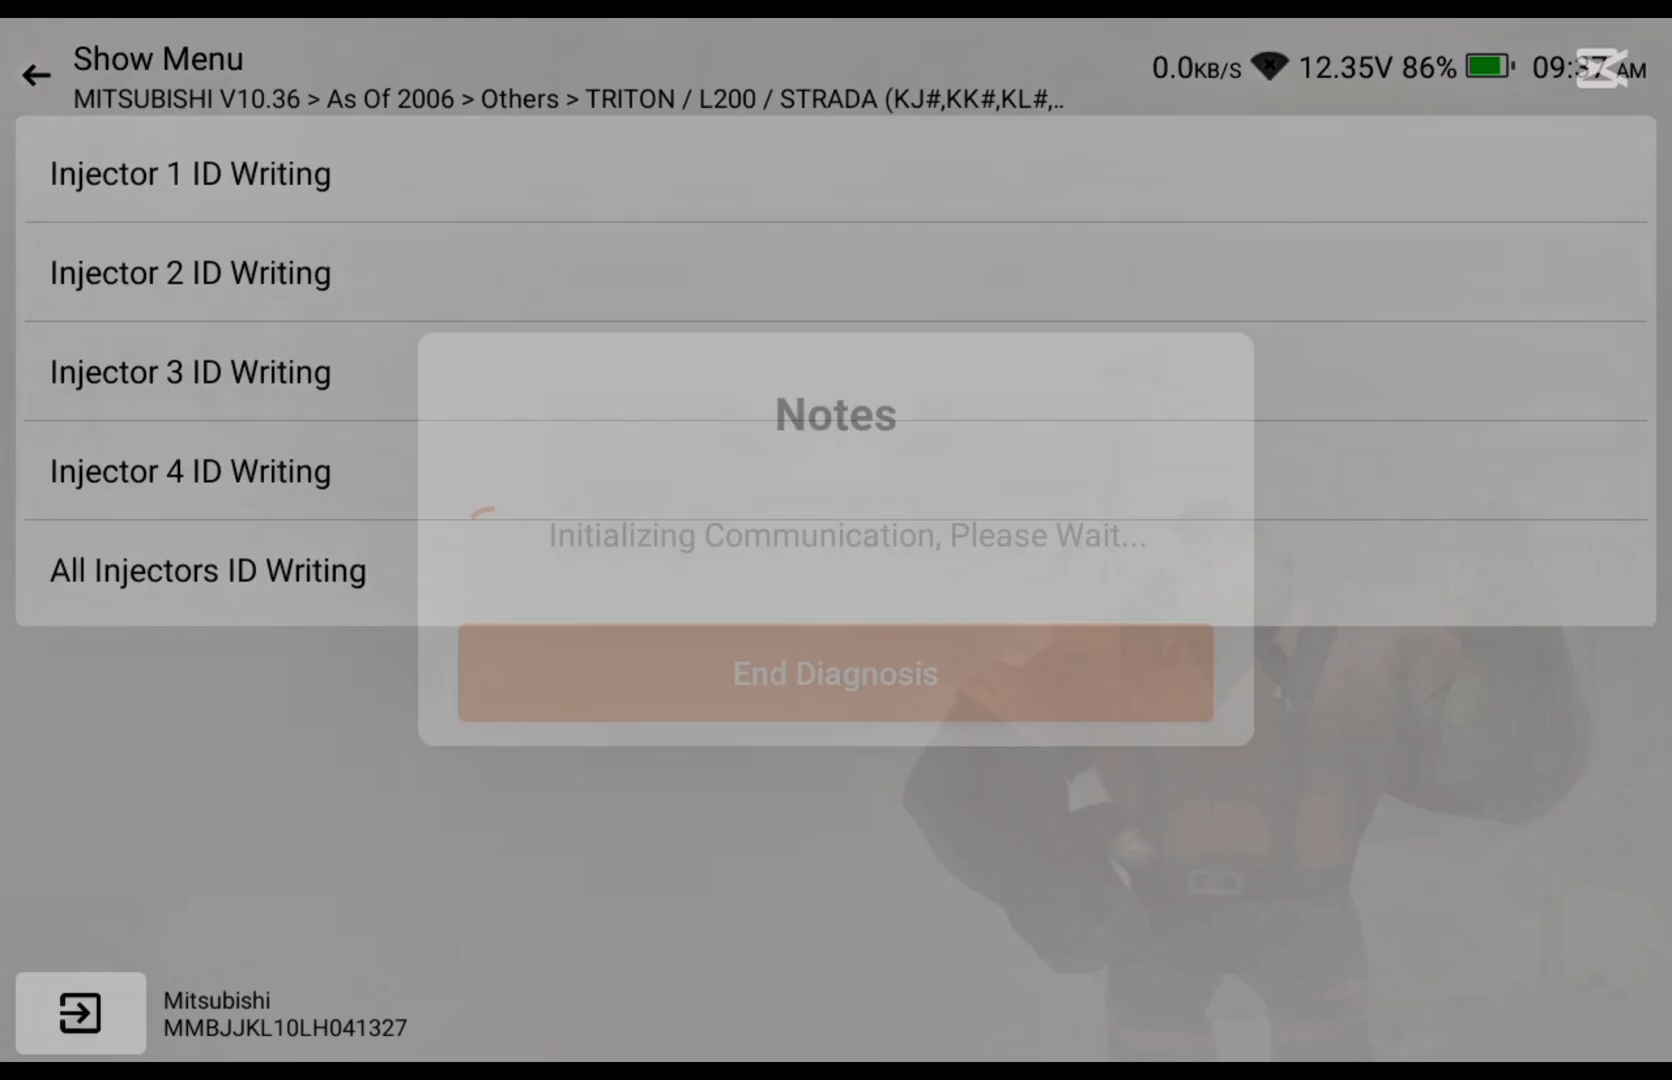 Show Menu
0.0KB/S 12.35V 86% AM
MITSUBISHI V10.36 > As Of 2006 > Others > TRITON / L200 / STRADA (KJ#,KK#,KL#,..
Injector 1 ID Writing
Injector 2 ID Writing
Injector 3 ID Writing
Injector 4 ID Writing
All Injectors ID Writing
Notes
Initializing Communication, Please Wait...
End Diagnosis
Mitsubishi
MMBJJKL10LH041327